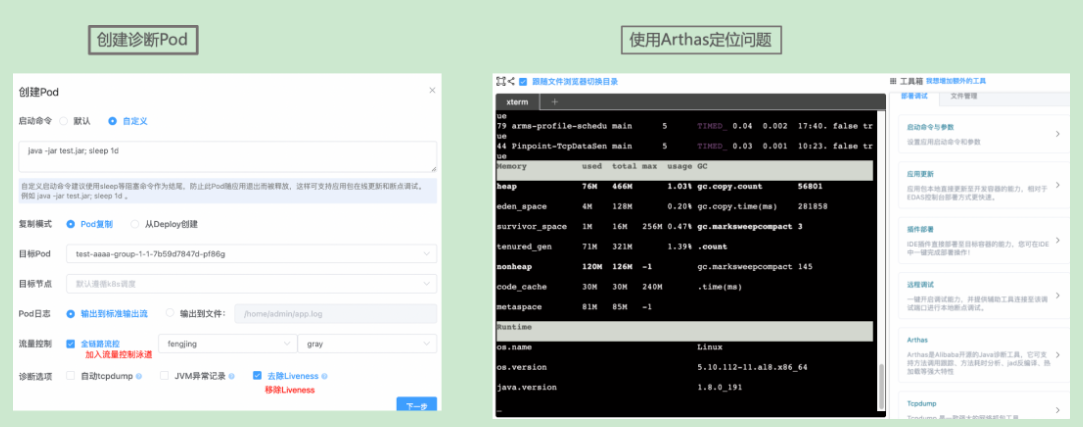 创建诊断Pod
使用Arthas定位问题
创建Pod
启动命令 默认 自定义
java -jar test.jar; sleep 1d
自定义启动命令建议使用sleep等阻塞命令作为结尾，防止此Pod随应用退出而被释放，这样可支持应用包在线更新和断点调试。
例如 java -jar test.jar; sleep 1d 。
复制模式 Pod复制 从Deploy创建
目标Pod test-aaaa-group-1-1-7b59d7847d-pf86g
目标节点 默认遵循k8s调度
Pod日志 输出到标准输出流 输出到文件: /home/admin/app.log
流量控制 全链路流控 fengjing gray
加入流量控制泳道
诊断选项 自动tcpdump JVM异常记录 去除Liveness
移除Liveness
下一步
跟随文件浏览器切换目录
xterm +
ue
79 arms-profile-schedu main 5 TIMED_ 0.04 0.002 17:40. false tr
ue
44 Pinpoint-TcpDataSen main 5 TIMED_ 0.03 0.001 10:23. false tr
ue
Memory used total max usage GC
heap 76M 466M 1.03% gc.copy.count 56801
eden_space 4M 128M 0.20% gc.copy.time(ms) 281858
survivor_space 1M 16M 256M 0.47% gc.marksweepcompact 3
tenured_gen 71M 321M 1.39% .count
nonheap 120M 126M -1 gc.marksweepcompact 145
code_cache 30M 30M 240M .time(ms)
metaspace 81M 85M -1
Runtime
os.name Linux
os.version 5.10.112-11.al8.x86_64
java.version 1.8.0_191
工具箱 我想增加额外的工具
部署调试 文件管理
启动命令与参数
设置应用启动命令和参数
应用更新
应用包本地直接更新至开发容器的能力，相对于
EDAS控制台部署方式更快速。
插件部署
IDE插件直接部署至目标容器的能力，您可在IDE
中一键完成部署操作！
远程调试
一键开启调试能力，并提供辅助工具连接至该调
试端口进行本地断点调试。
Arthas
Arthas是Alibaba开源的Java诊断工具，它可支
持方法调用跟踪，方法耗时分析，jad反编译，热
加载等强大特性
Tcpdump